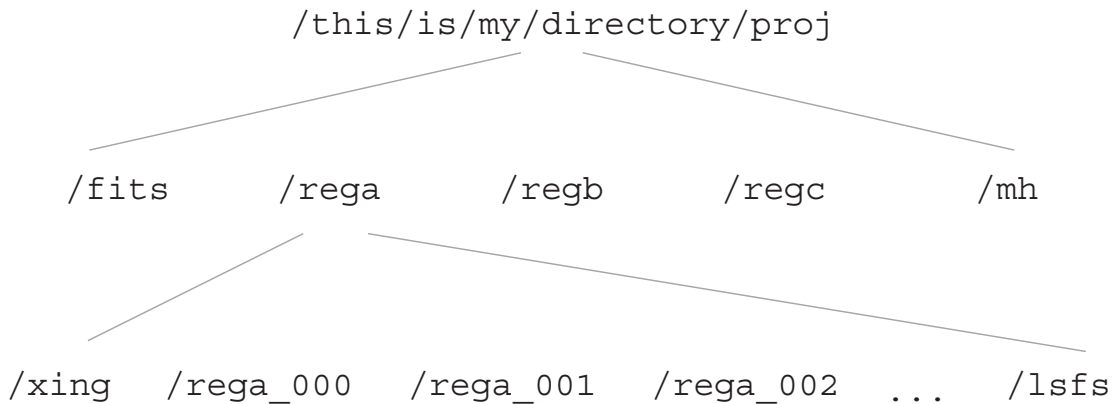 /this/is/my/directory/proj
/fits /rega /regb /regc /mh
/xing /rega_000 /rega_001 /rega_002 ... /lsfs